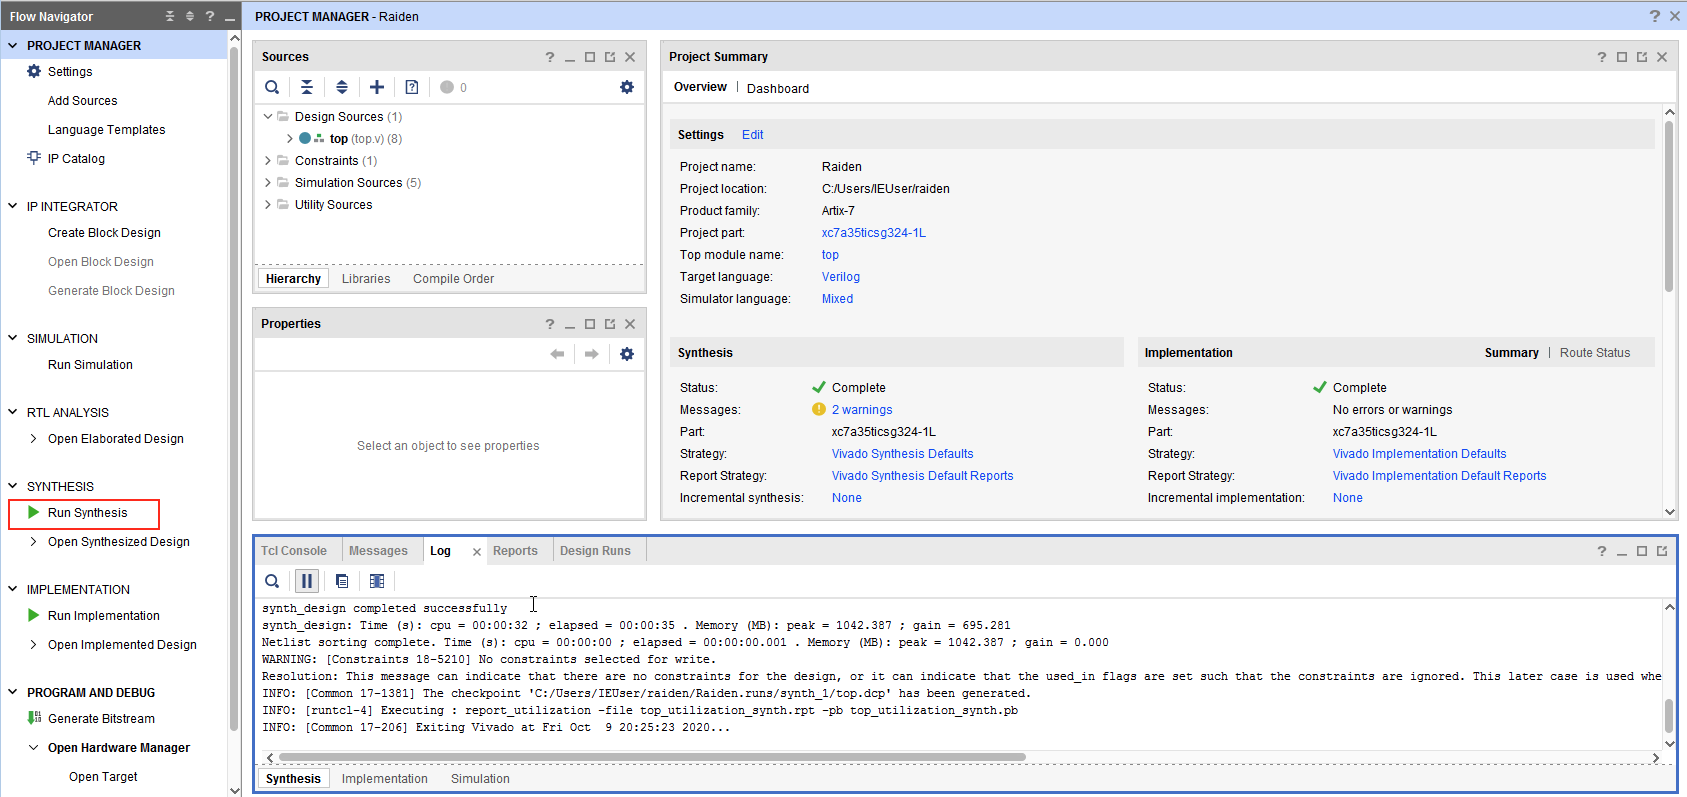 Flow Navigator
PROJECT MANAGER - Raiden
PROJECT MANAGER
Settings
Add Sources
Language Templates
IP Catalog
IP INTEGRATOR
Create Block Design
Open Block Design
Generate Block Design
SIMULATION
Run Simulation
RTL ANALYSIS
Open Elaborated Design
SYNTHESIS
Run Synthesis
Open Synthesized Design
IMPLEMENTATION
Run Implementation
Open Implemented Design
PROGRAM AND DEBUG
Generate Bitstream
Open Hardware Manager
Open Target
Sources
0
Design Sources (1)
top (top.v) (8)
Constraints (1)
Simulation Sources (5)
Utility Sources
Hierarchy Libraries Compile Order
Properties
Select an object to see properties
Project Summary
Overview | Dashboard
Settings Edit
Project name: Raiden
Project location: C:/Users/IEUser/raiden
Product family: Artix-7
Project part: xc7a35ticsg324-1L
Top module name: top
Target language: Verilog
Simulator language: Mixed
Synthesis
Status: Complete
Messages: 2 warnings
Part: xc7a35ticsg324-1L
Strategy: Vivado Synthesis Defaults
Report Strategy: Vivado Synthesis Default Reports
Incremental synthesis: None
Implementation Summary | Route Status
Status: Complete
Messages: No errors or warnings
Part: xc7a35ticsg324-1L
Strategy: Vivado Implementation Defaults
Report Strategy: Vivado Implementation Default Reports
Incremental implementation: None
Tcl Console Messages Log Reports Design Runs
synth_design completed successfully
synth_design: Time (s): cpu = 00:00:32 ; elapsed = 00:00:35 . Memory (MB): peak = 1042.387 ; gain = 695.281
Netlist sorting complete. Time (s): cpu = 00:00:00 ; elapsed = 00:00:00.001 . Memory (MB): peak = 1042.387 ; gain = 0.000
WARNING: [Constraints 18-5210] No constraints selected for write.
Resolution: This message can indicate that there are no constraints for the design, or it can indicate that the used_in flags are set such that the constraints are ignored. This later case is used whe
INFO: [Common 17-1381] The checkpoint 'C:/Users/IEUser/raiden/Raiden.runs/synth_1/top.dcp' has been generated.
INFO: [runtcl-4] Executing : report_utilization -file top_utilization_synth.rpt -pb top_utilization_synth.pb
INFO: [Common 17-206] Exiting Vivado at Fri Oct  9 20:25:23 2020...
Synthesis Implementation Simulation